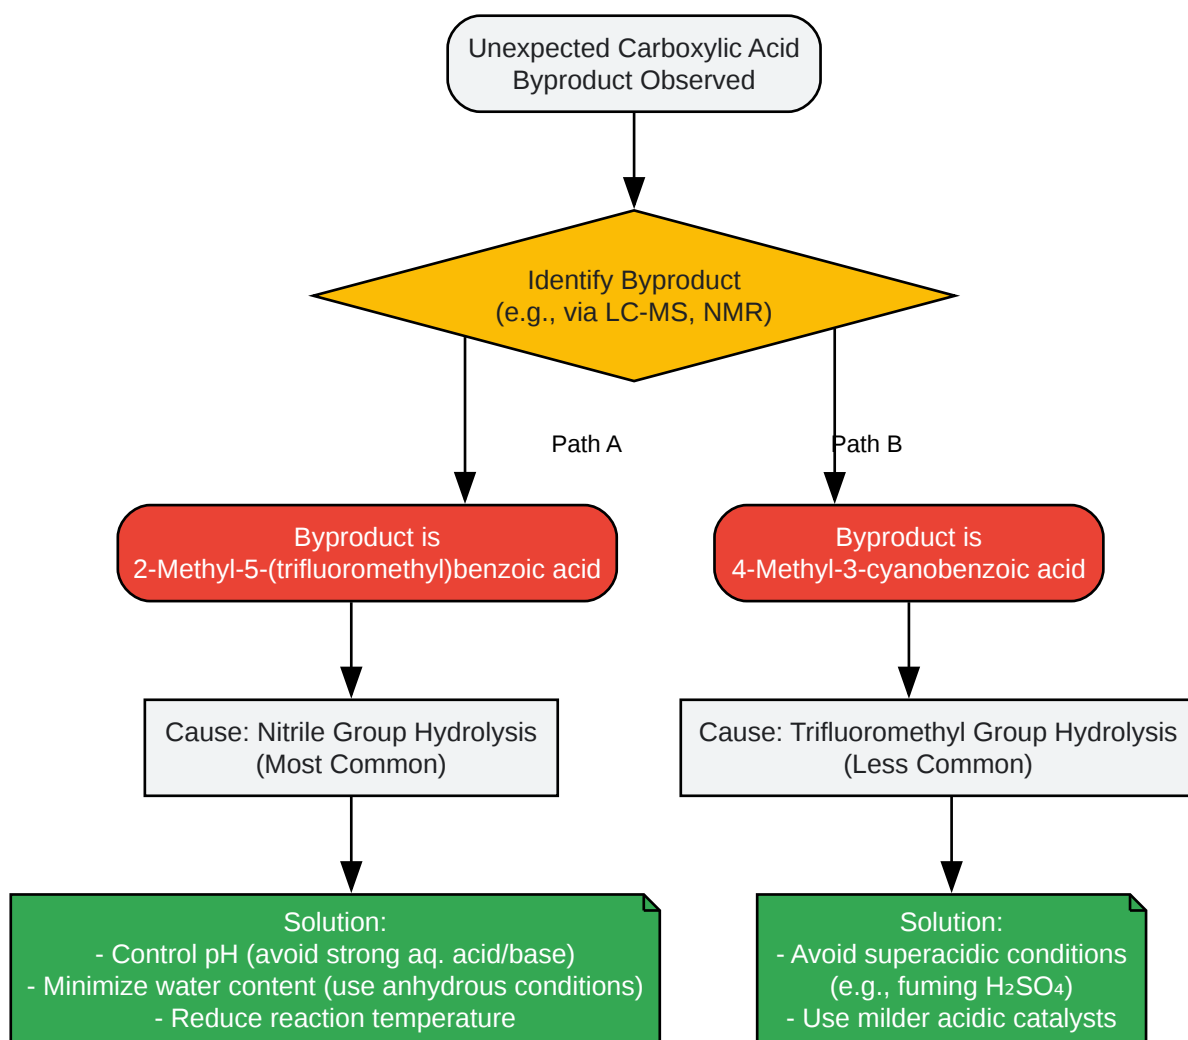 Unexpected Carboxylic Acid
Byproduct Observed
Identify Byproduct
(e.g., via LC-MS, NMR)
Path A
Path B
Byproduct is
2-Methyl-5-(trifluoromethyl)benzoic acid
Byproduct is
4-Methyl-3-cyanobenzoic acid
Cause: Nitrile Group Hydrolysis
(Most Common)
Cause: Trifluoromethyl Group Hydrolysis
(Less Common)
Solution:
- Control pH (avoid strong aq. acid/base)
- Minimize water content (use anhydrous conditions)
- Reduce reaction temperature
Solution:
- Avoid superacidic conditions
(e.g., fuming H₂SO₄)
- Use milder acidic catalysts